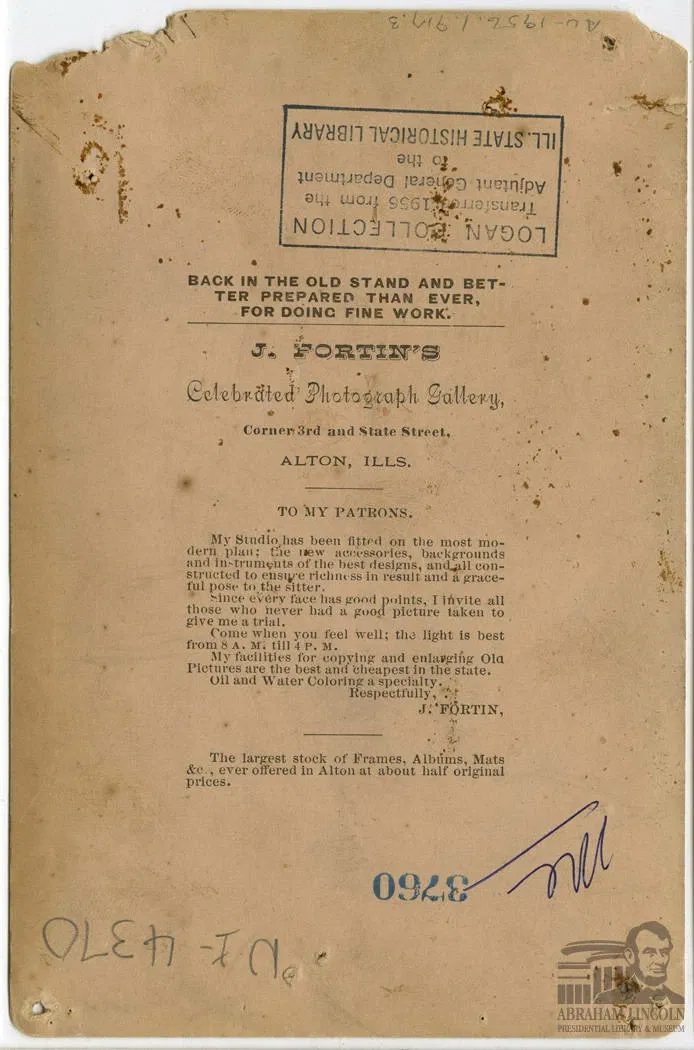 Au-1952.1.917.3
LOGAN COLLECTION
Transferred 1956 from the
Adjutant General Department
to the
ILL. STATE HISTORICAL LIBRARY
BACK IN THE OLD STAND AND BET-
TER PREPARED THAN EVER,
FOR DOING FINE WORK.
J. FORTIN'S
Celebrated Photograph Gallery,
Corner 3rd and State Street,
ALTON, ILLS.
TO MY PATRONS.
My Studio has been fitted on the most mo-
dern plan; the new accessories, backgrounds
and instruments of the best designs, and all con-
structed to ensure richness in result and a grace-
ful pose to the sitter.
Since every face has good points, I invite all
those who never had a good picture taken to
give me a trial.
Come when you feel well; the light is best
from 8 A. M. till 4 P. M.
My facilities for copying and enlarging Old
Pictures are the best and cheapest in the state.
Oil and Water Coloring a specialty.
Respectfully,
J. FORTIN,
The largest stock of Frames, Albums, Mats
&c., ever offered in Alton at about half original
prices.
3760
NI-4370
ABRAHAM LINCOLN
PRESIDENTIAL LIBRARY & MUSEUM